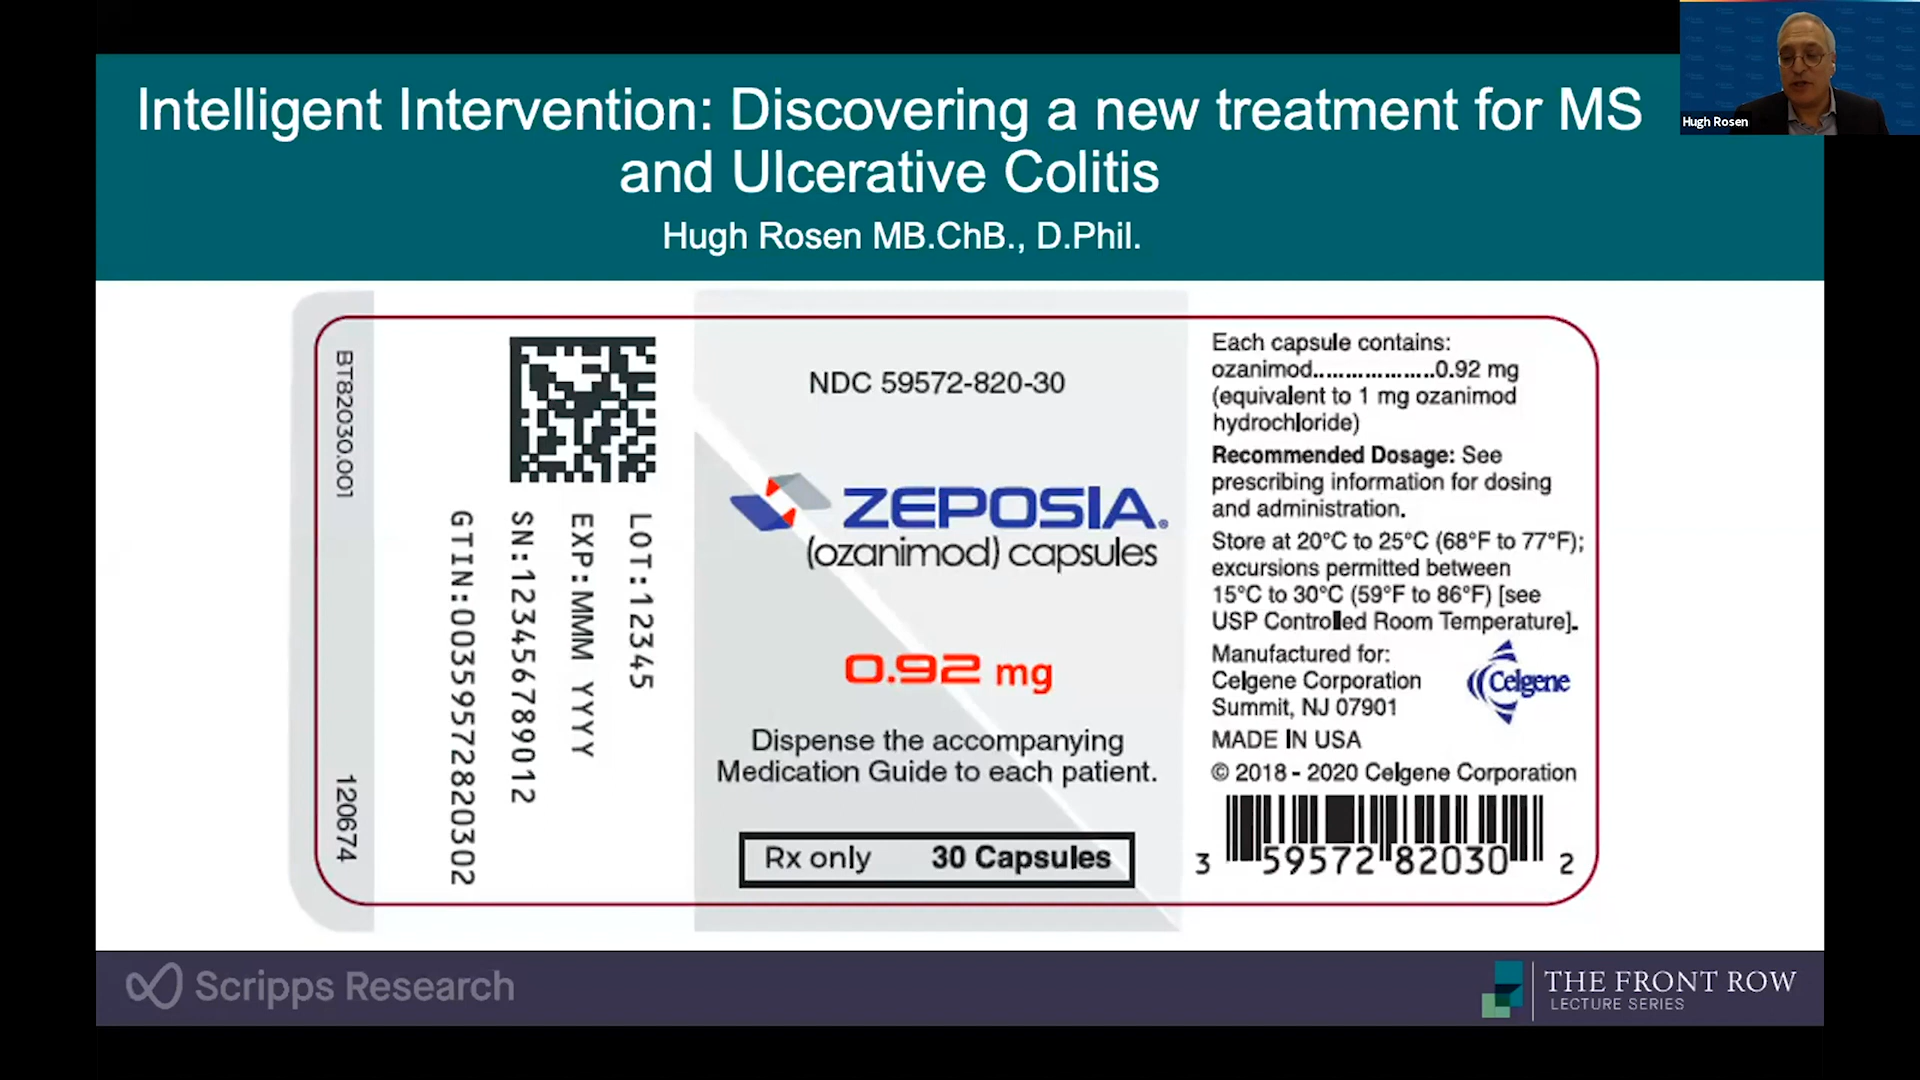 Intelligent Intervention: Discovering a new treatment for MS
and Ulcerative Colitis
Hugh Rosen MB.ChB., D.Phil.
Hugh Rosen
BT82030.001
120674
GTIN:00359572820302
SN:123456789012
EXP:MMM YYYY
LOT:12345
NDC 59572-820-30
ZEPOSIA®
(ozanimod) capsules
0.92 mg
Dispense the accompanying
Medication Guide to each patient.
Rx only 30 Capsules
Each capsule contains:
ozanimod...................0.92 mg
(equivalent to 1 mg ozanimod
hydrochloride)
Recommended Dosage: See
prescribing information for dosing
and administration.
Store at 20°C to 25°C (68°F to 77°F);
excursions permitted between
15°C to 30°C (59°F to 86°F) [see
USP Controlled Room Temperature].
Manufactured for:
Celgene Corporation
Summit, NJ 07901
Celgene
MADE IN USA
© 2018 - 2020 Celgene Corporation
3 59572 82030 2
Scripps Research
THE FRONT ROW
LECTURE SERIES